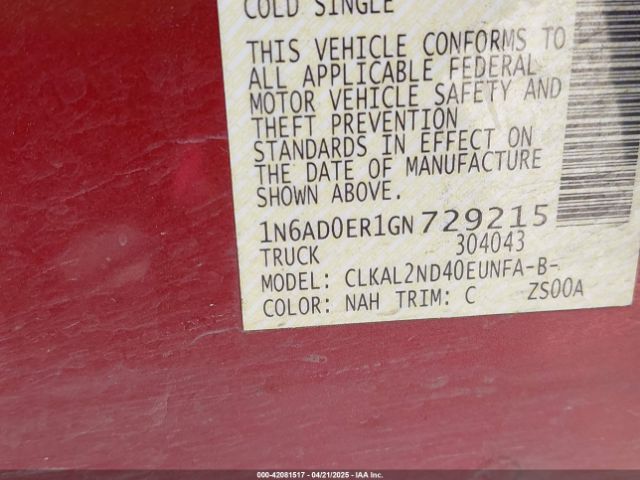 COLD SINGLE
THIS VEHICLE CONFORMS TO
ALL APPLICABLE FEDERAL
MOTOR VEHICLE SAFETY AND
THEFT PREVENTION
STANDARDS IN EFFECT ON
THE DATE OF MANUFACTURE
SHOWN ABOVE.
1N6AD0ER1GN 729215
TRUCK 304043
MODEL: CLKAL2ND40EUNFA-B-
COLOR: NAH TRIM: C ZS00A
000-42081517 - 04/21/2025 - IAA Inc.